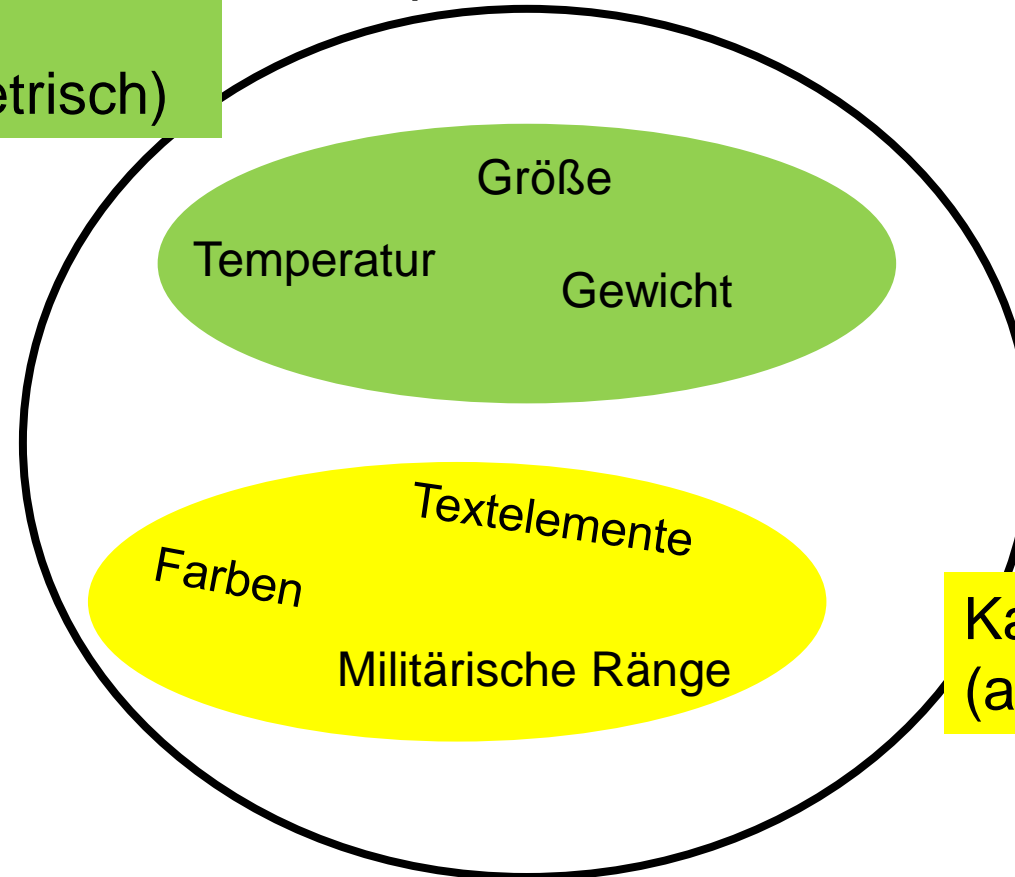 etrisch)
Größe
Temperatur
Gewicht
Textelemente
Farben
Militärische Ränge
Ka
(a